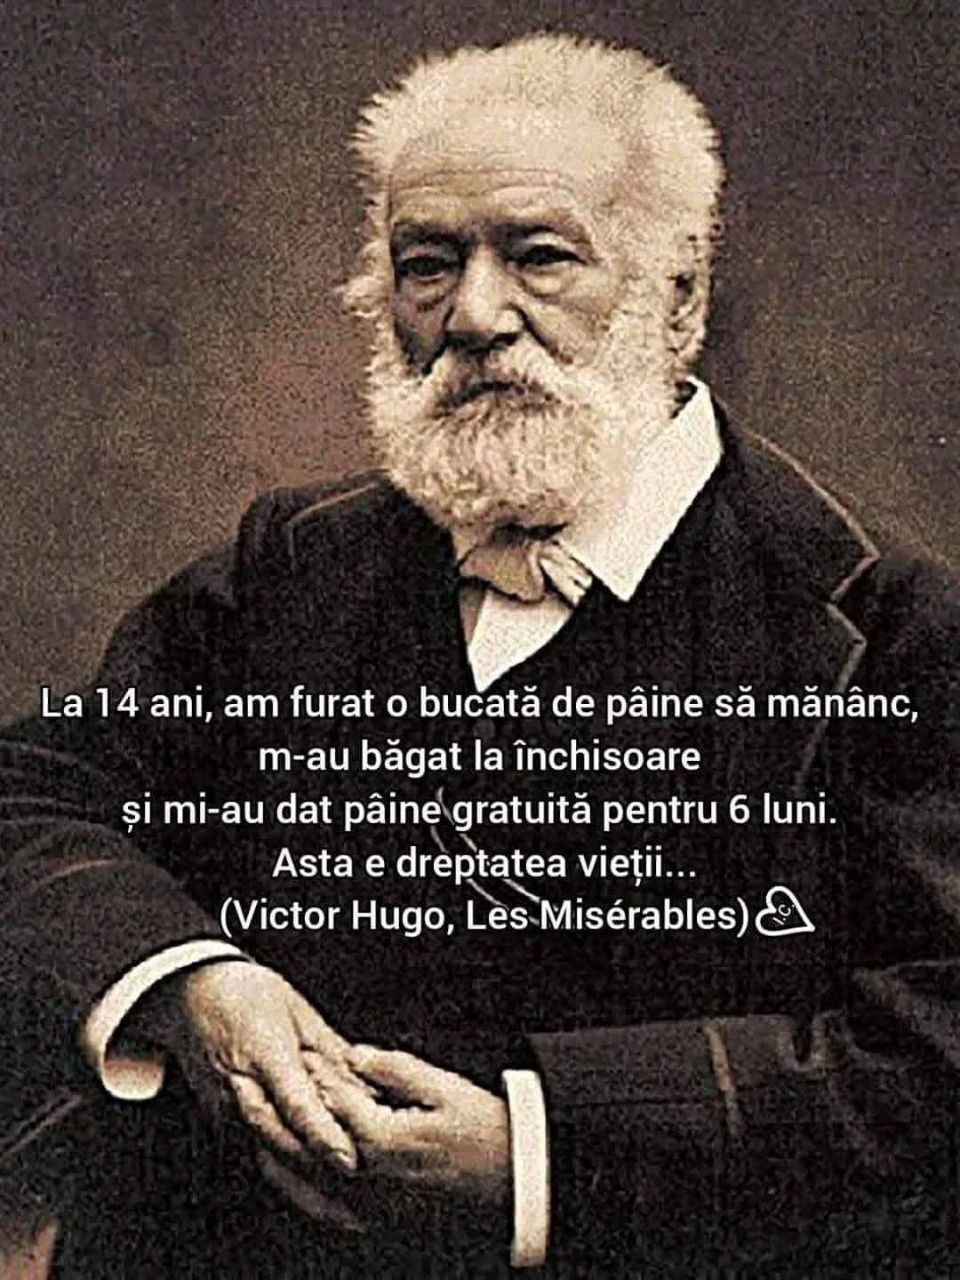 La 14 ani, am furat o bucată de pâine să mănânc,
m-au băgat la închisoare
și mi-au dat pâine gratuită pentru 6 luni.
Asta e dreptatea vieții...
(Victor Hugo, Les Misérables)
I.C.